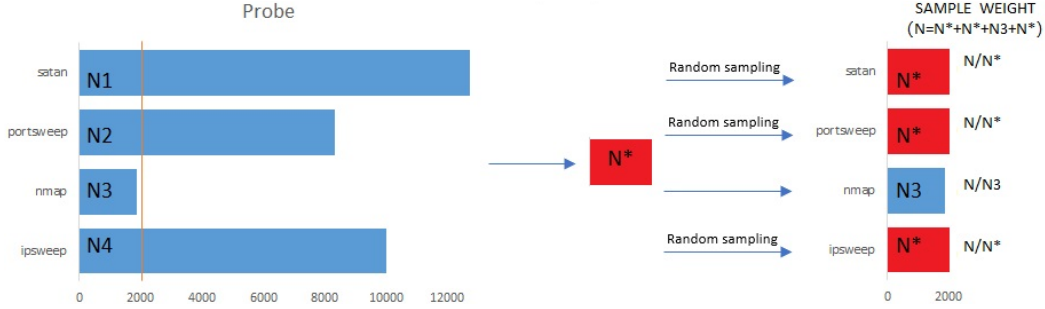 Probe
SAMPLE WEIGHT
(N=N*+N*+N3+N*)
satan
N1
Random sampling
satan
N*
N/N*
portsweep
N2
Random sampling
portsweep
N*
N/N*
N*
nmap
N3
nmap
N3
N/N3
ipsweep
N4
Random sampling
ipsweep
N*
N/N*
0 2000 4000 6000 8000 10000 12000
0 2000